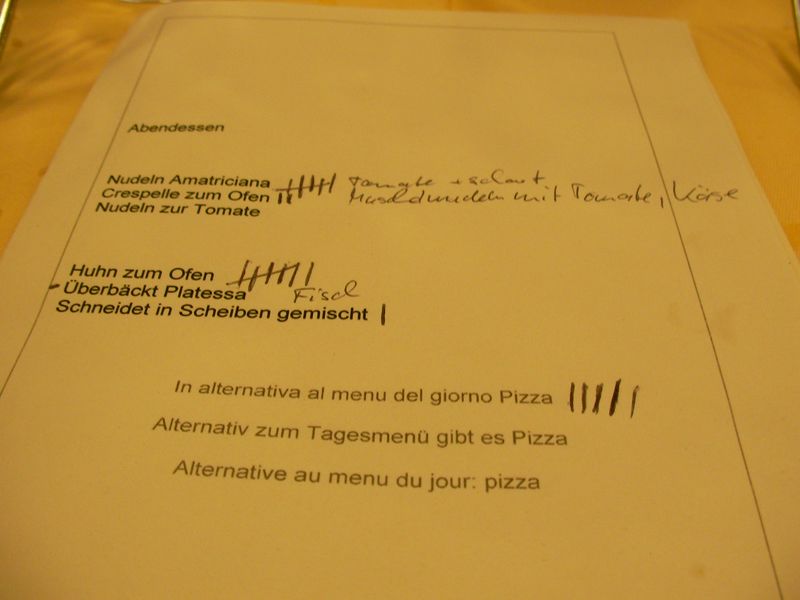 Abendessen
Nudeln Amatriciana Tomate + scharf
Crespelle zum Ofen mit Tomate, Käse
Nudeln zur Tomate
Huhn zum Ofen
- Überbäckt Platessa Fisch
Schneidet in Scheiben gemischt
In alternativa al menu del giorno Pizza
Alternativ zum Tagesmenü gibt es Pizza
Alternative au menu du jour: pizza